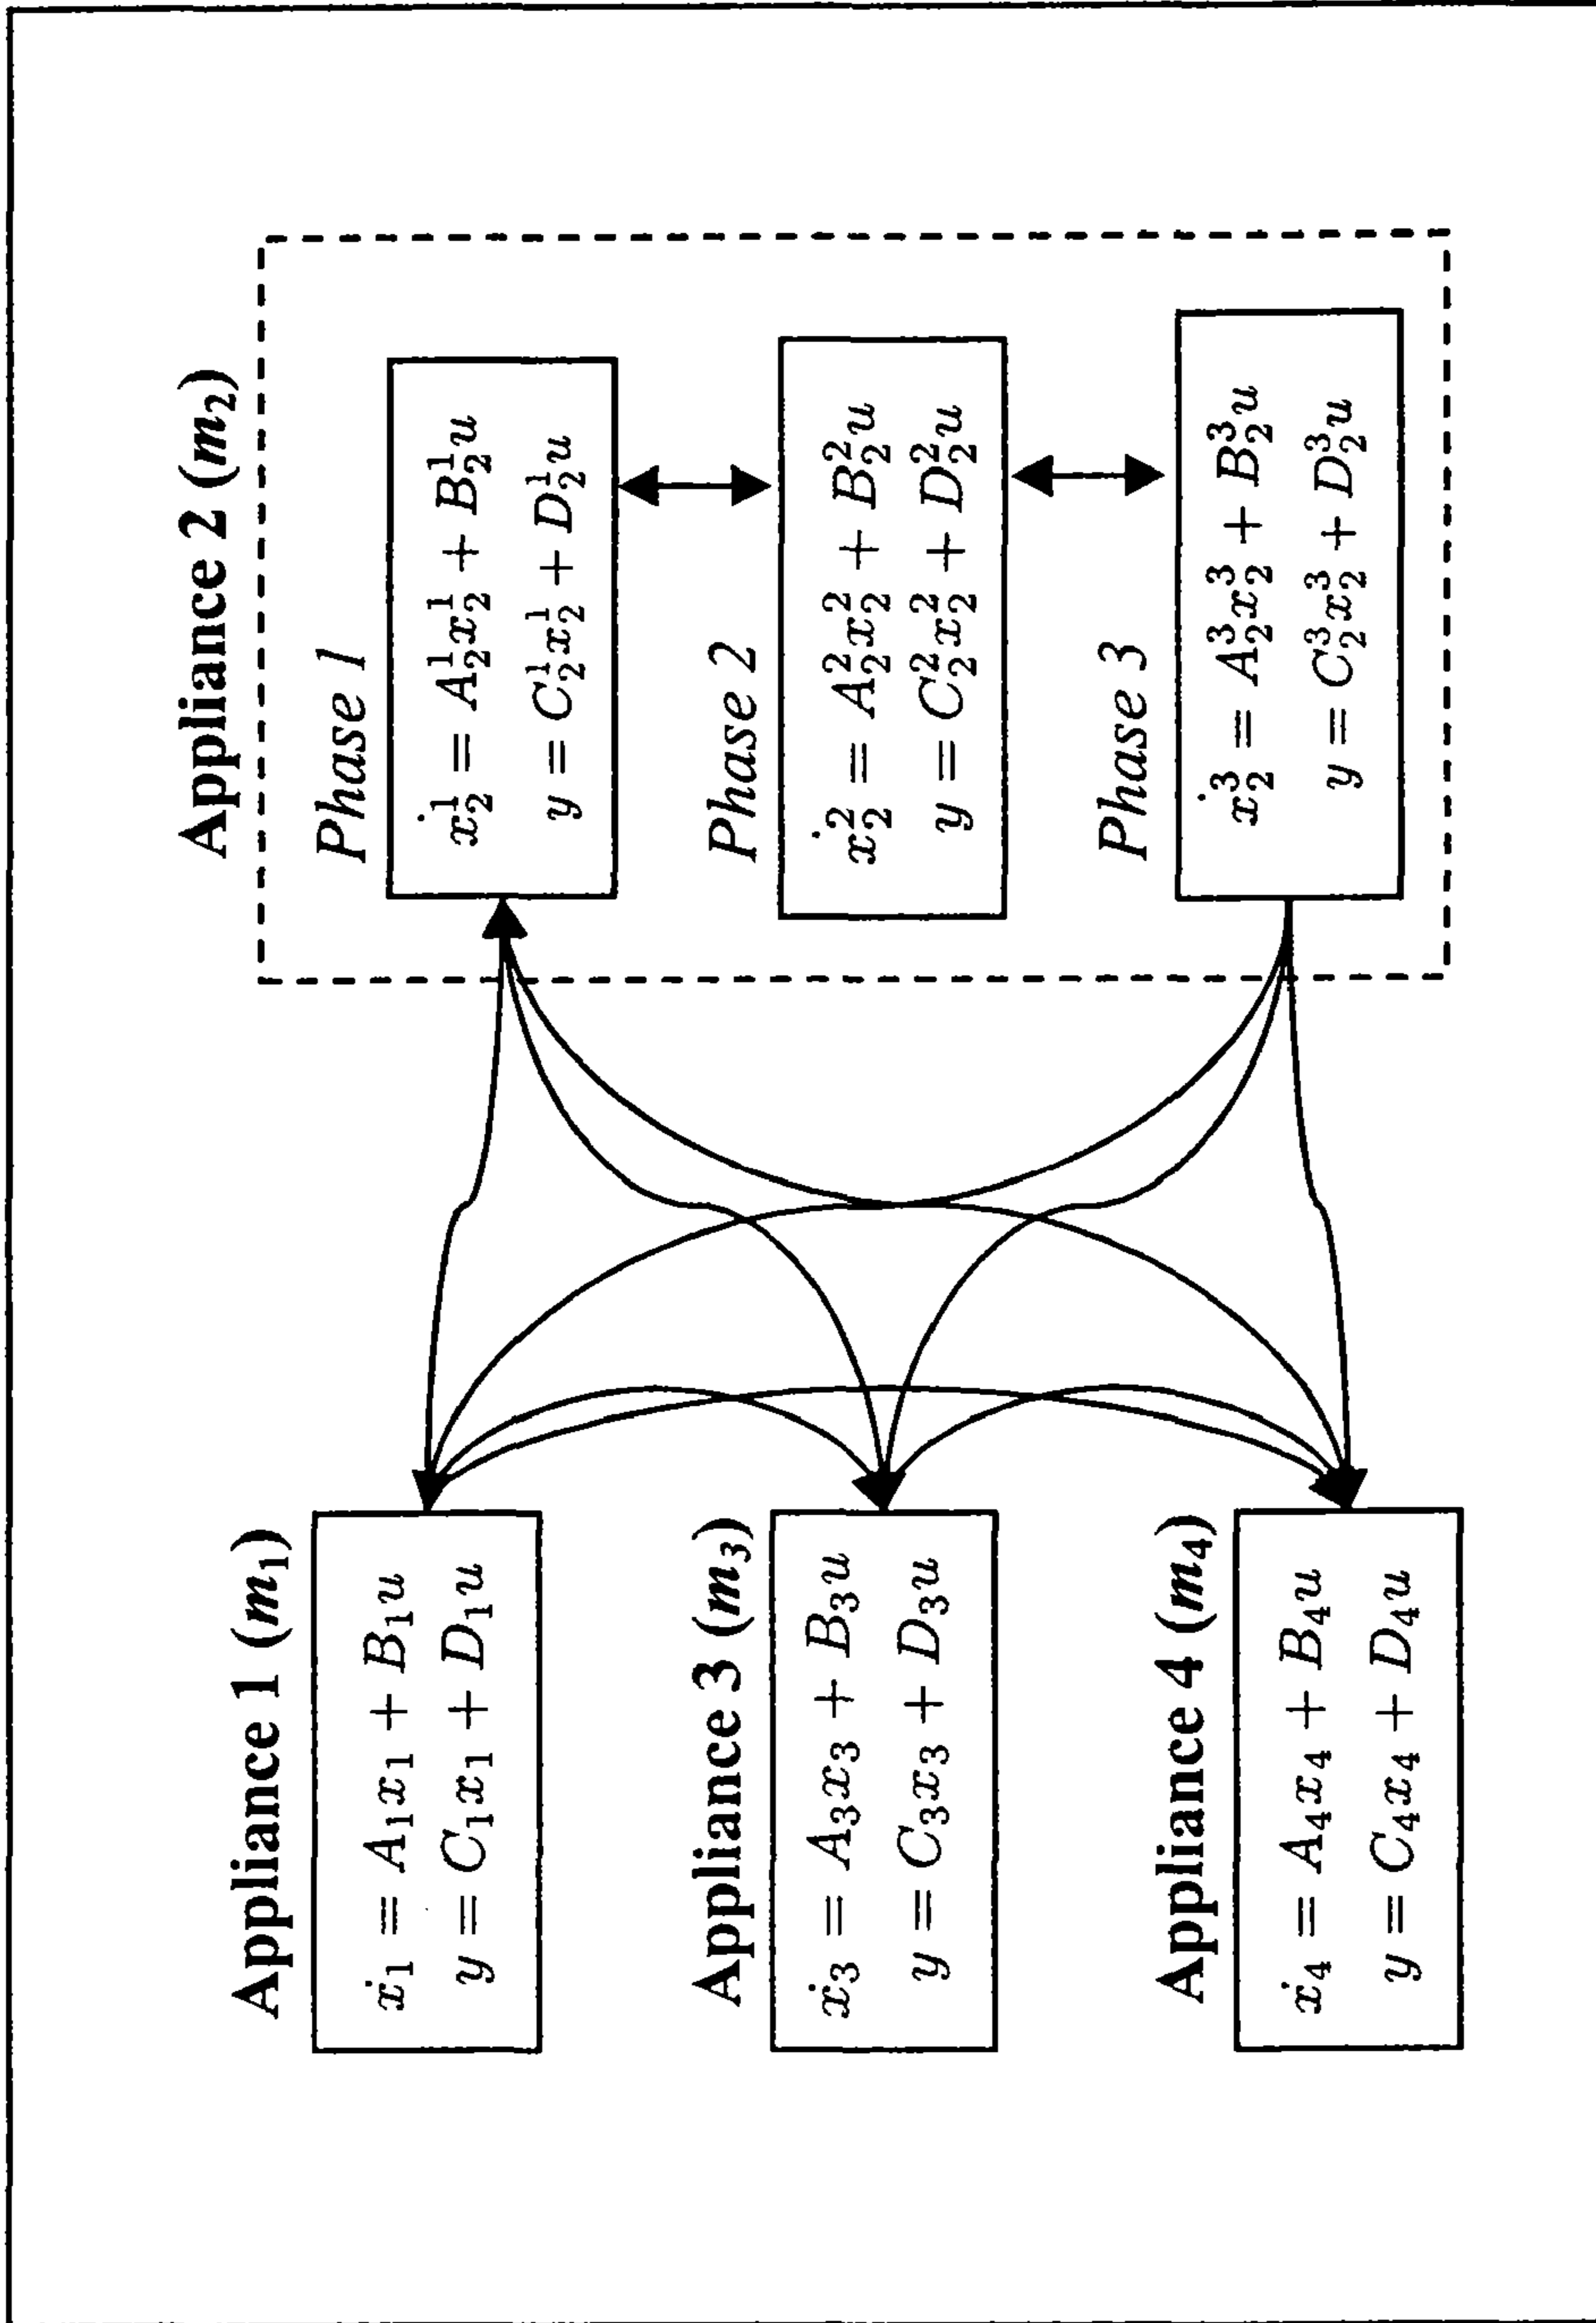 Appliance 1 (m₁)
ẋ₁ = A₁x₁ + B₁u
y = C₁x₁ + D₁u
Appliance 3 (m₃)
ẋ₃ = A₃x₃ + B₃u
y = C₃x₃ + D₃u
Appliance 4 (m₄)
ẋ₄ = A₄x₄ + B₄u
y = C₄x₄ + D₄u
Appliance 2 (m₂)
Phase 1
ẋ₂¹ = A₂¹x₂¹ + B₂¹u
y = C₂¹x₂¹ + D₂¹u
Phase 2
ẋ₂² = A₂²x₂² + B₂²u
y = C₂²x₂² + D₂²u
Phase 3
ẋ₂³ = A₂³x₂³ + B₂³u
y = C₂³x₂³ + D₂³u